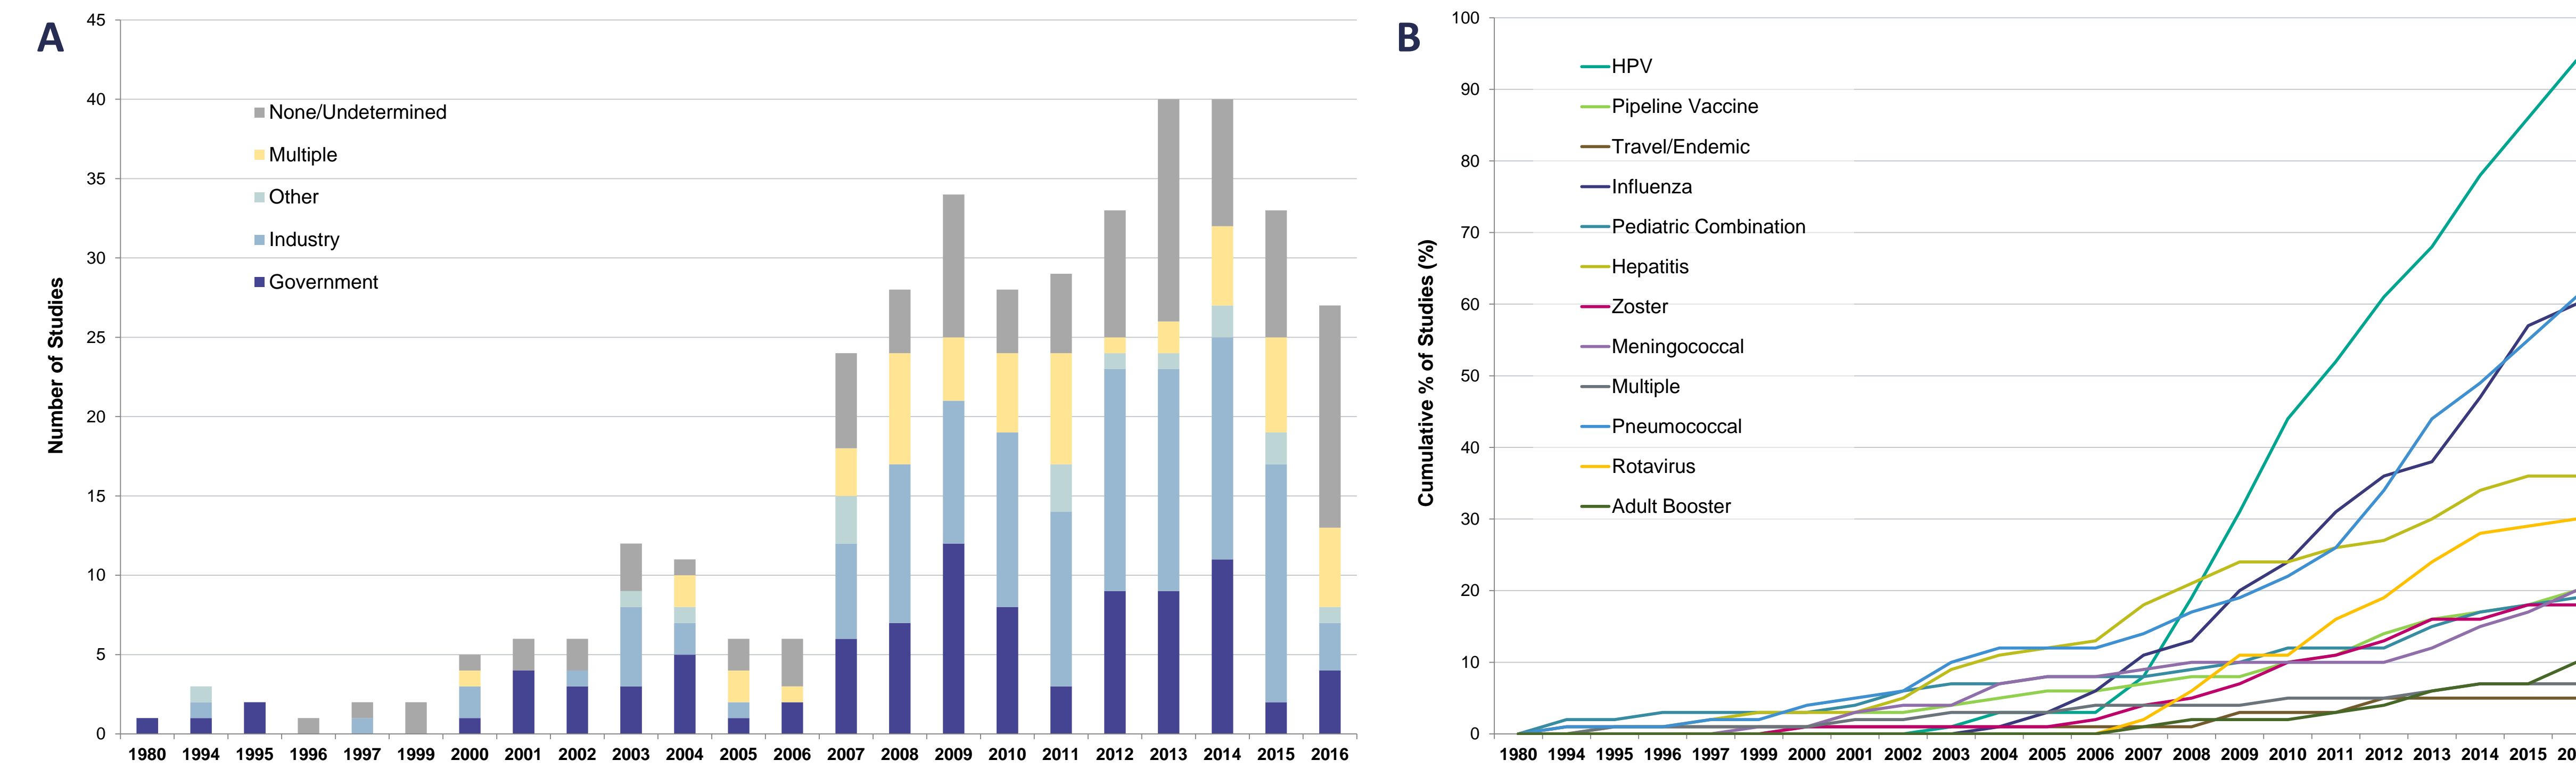 A
Number of Studies
45
40
35
30
25
20
15
10
5
0
None/Undetermined
Multiple
Other
Industry
Government
1980 1994 1995 1996 1997 1999 2000 2001 2002 2003 2004 2005 2006 2007 2008 2009 2010 2011 2012 2013 2014 2015 2016
B
Cumulative % of Studies (%)
100
90
80
70
60
50
40
30
20
10
0
HPV
Pipeline Vaccine
Travel/Endemic
Influenza
Pediatric Combination
Hepatitis
Zoster
Meningococcal
Multiple
Pneumococcal
Rotavirus
Adult Booster
1980 1994 1995 1996 1997 1999 2000 2001 2002 2003 2004 2005 2006 2007 2008 2009 2010 2011 2012 2013 2014 2015